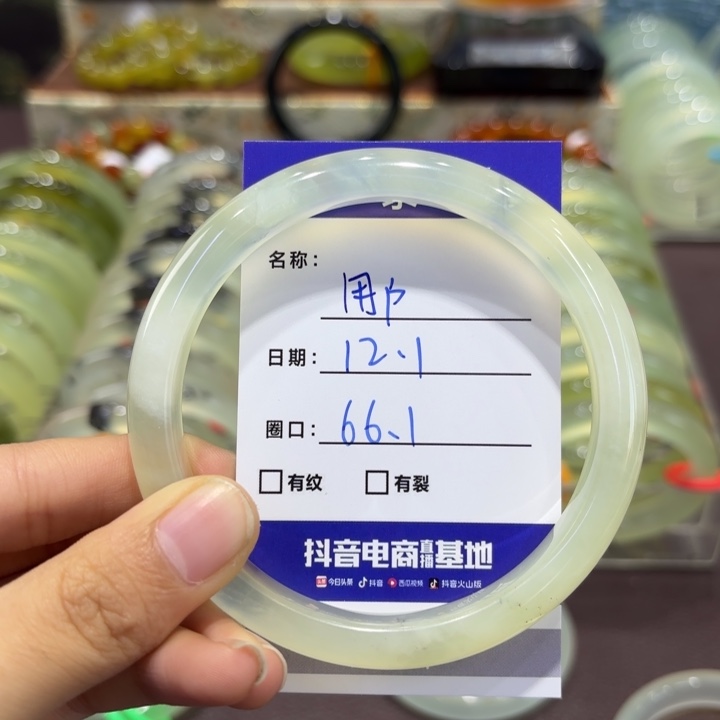 名称： 用户
日期： 12.1
圈口： 66.1
□有纹 □有裂
抖音电商直播基地
今日头条 抖音 西瓜视频 抖音火山版